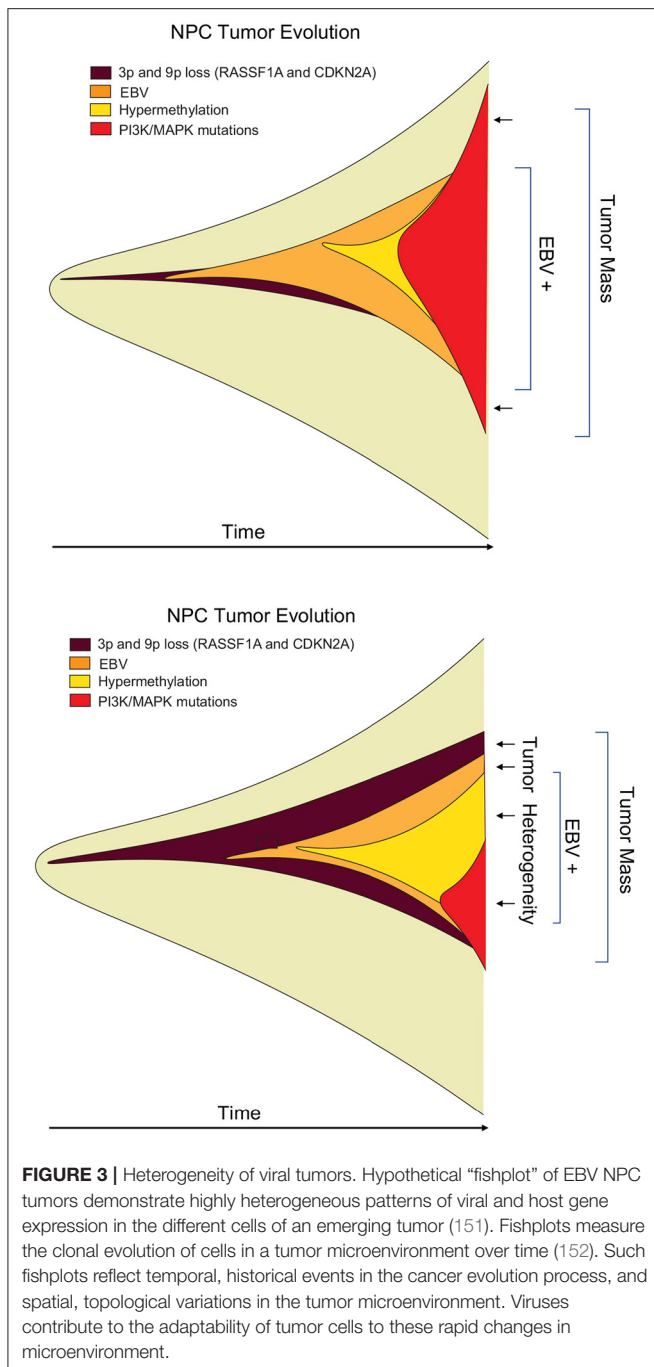 NPC Tumor Evolution
3p and 9p loss (RASSF1A and CDKN2A)
EBV
Hypermethylation
PI3K/MAPK mutations
EBV +
Tumor Mass
Time
NPC Tumor Evolution
3p and 9p loss (RASSF1A and CDKN2A)
EBV
Hypermethylation
PI3K/MAPK mutations
Tumor Heterogeneity
EBV +
Tumor Mass
Time
FIGURE 3 | Heterogeneity of viral tumors. Hypothetical “fishplot” of EBV NPC
tumors demonstrate highly heterogeneous patterns of viral and host gene
expression in the different cells of an emerging tumor (151). Fishplots measure
the clonal evolution of cells in a tumor microenvironment over time (152). Such
fishplots reflect temporal, historical events in the cancer evolution process, and
spatial, topological variations in the tumor microenvironment. Viruses
contribute to the adaptability of tumor cells to these rapid changes in
microenvironment.